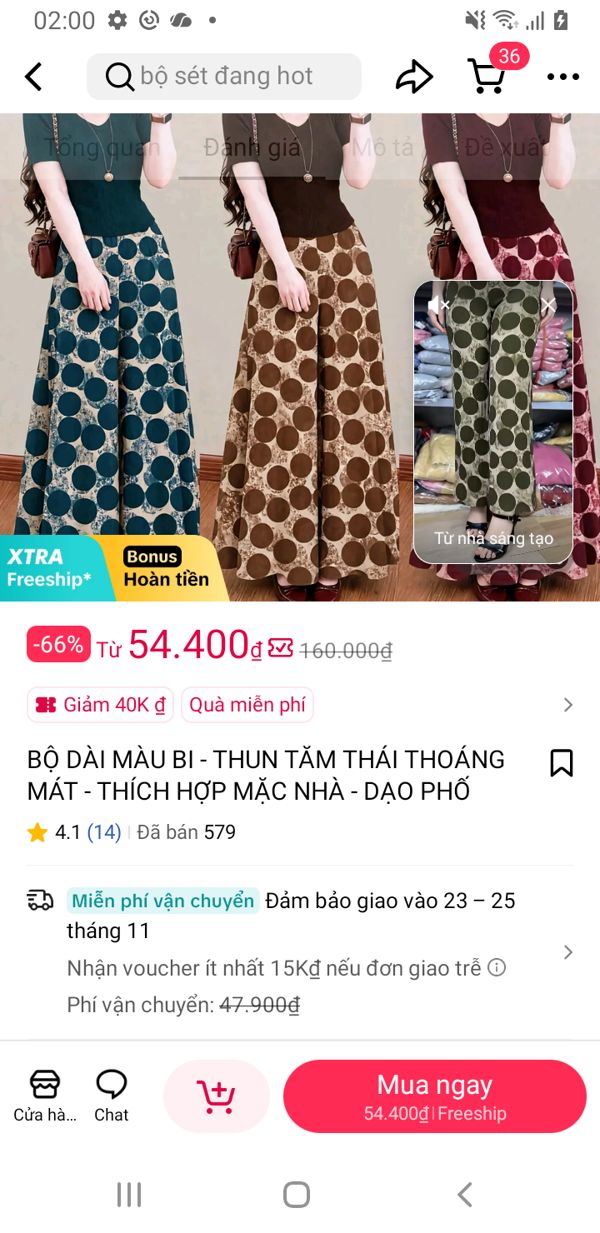 02:00
36
bộ sét đang hot
Tổng quan Đánh giá Mô tả Đề xuất
Từ nhà sáng tạo
XTRA
Freeship*
Bonus
Hoàn tiền
-66% Từ 54.400₫ 160.000₫
Giảm 40K ₫ Quà miễn phí
BỘ DÀI MÀU BI - THUN TĂM THÁI THOÁNG
MÁT - THÍCH HỢP MẶC NHÀ - DẠO PHỐ
4.1 (14) Đã bán 579
Miễn phí vận chuyển Đảm bảo giao vào 23 – 25
tháng 11
Nhận voucher ít nhất 15K₫ nếu đơn giao trễ
Phí vận chuyển: 47.900₫
Mua ngay
54.400₫ | Freeship
Cửa hà... Chat